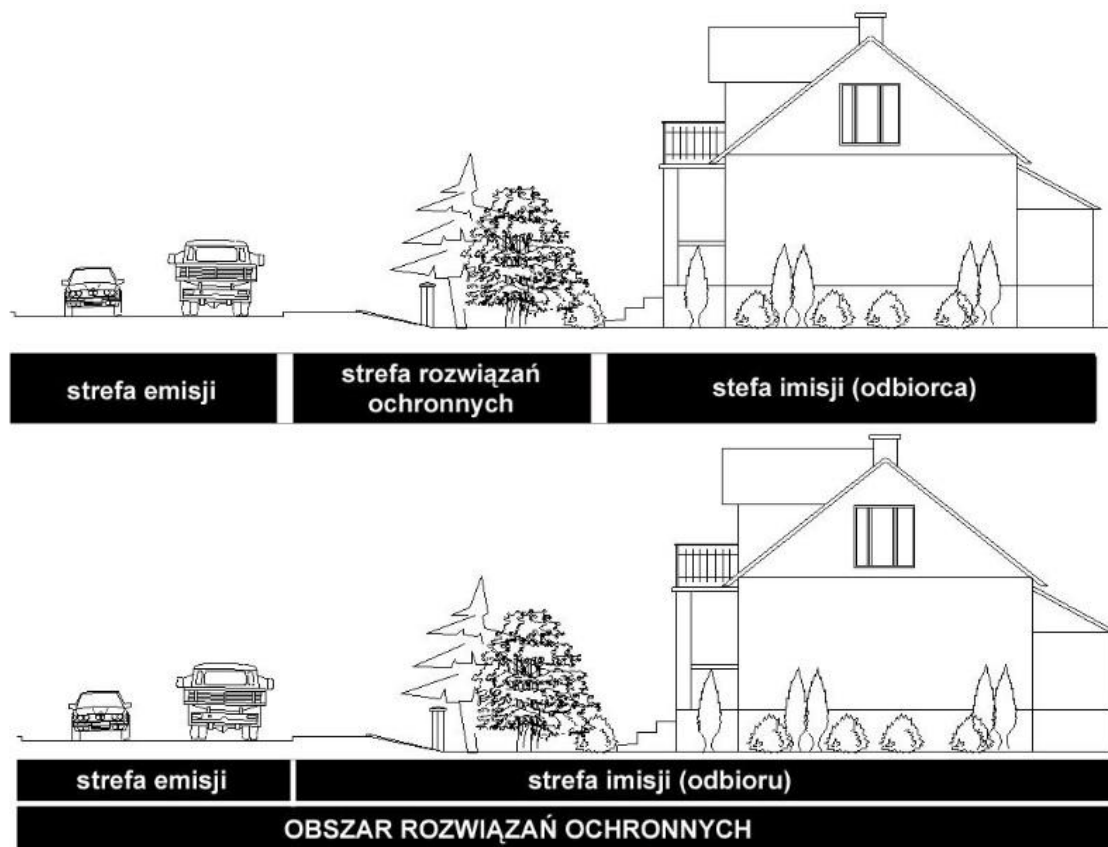 strefa emisji
strefa rozwiązań
ochronnych
stefa imisji (odbiorca)
strefa emisji
strefa imisji (odbioru)
OBSZAR ROZWIĄZAŃ OCHRONNYCH